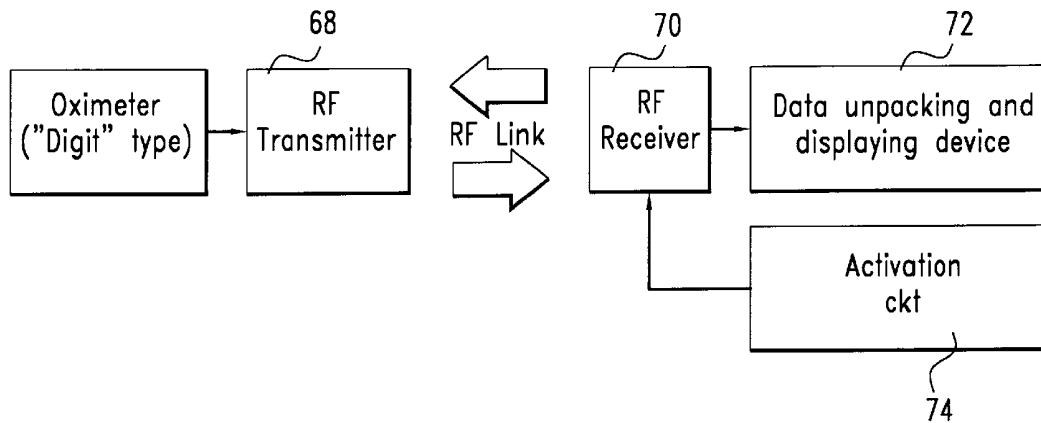 68
70
72
Oximeter
("Digit" type)
RF
Transmitter
RF Link
RF
Receiver
Data unpacking and
displaying device
Activation
ckt
74